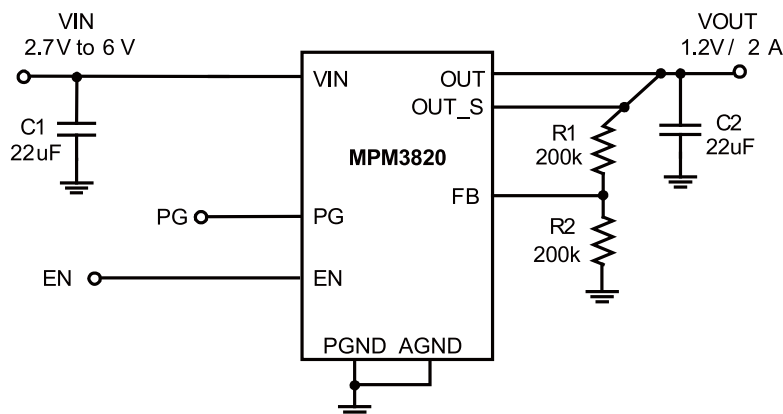 VIN
2.7V to 6 V
VOUT
1.2V / 2 A
VIN
OUT
OUT_S
C1
22uF
R1
200k
C2
22uF
MPM3820
FB
PG
PG
R2
200k
EN
EN
PGND AGND